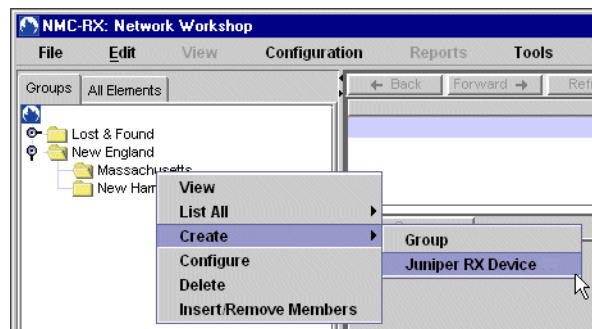 NMC-RX: Network Workshop
File Edit View Configuration Reports Tools
Groups All Elements Back Forward
Lost & Found
New England
Massachusetts
New
View
List All
Create
Group
Configure
Juniper RX Device
Delete
Insert/Remove Members